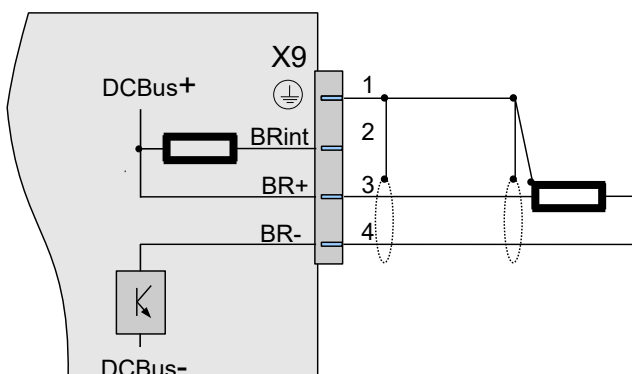 X9
DCBus+
1
BRint
2
BR+
3
BR-
4
DCBus-